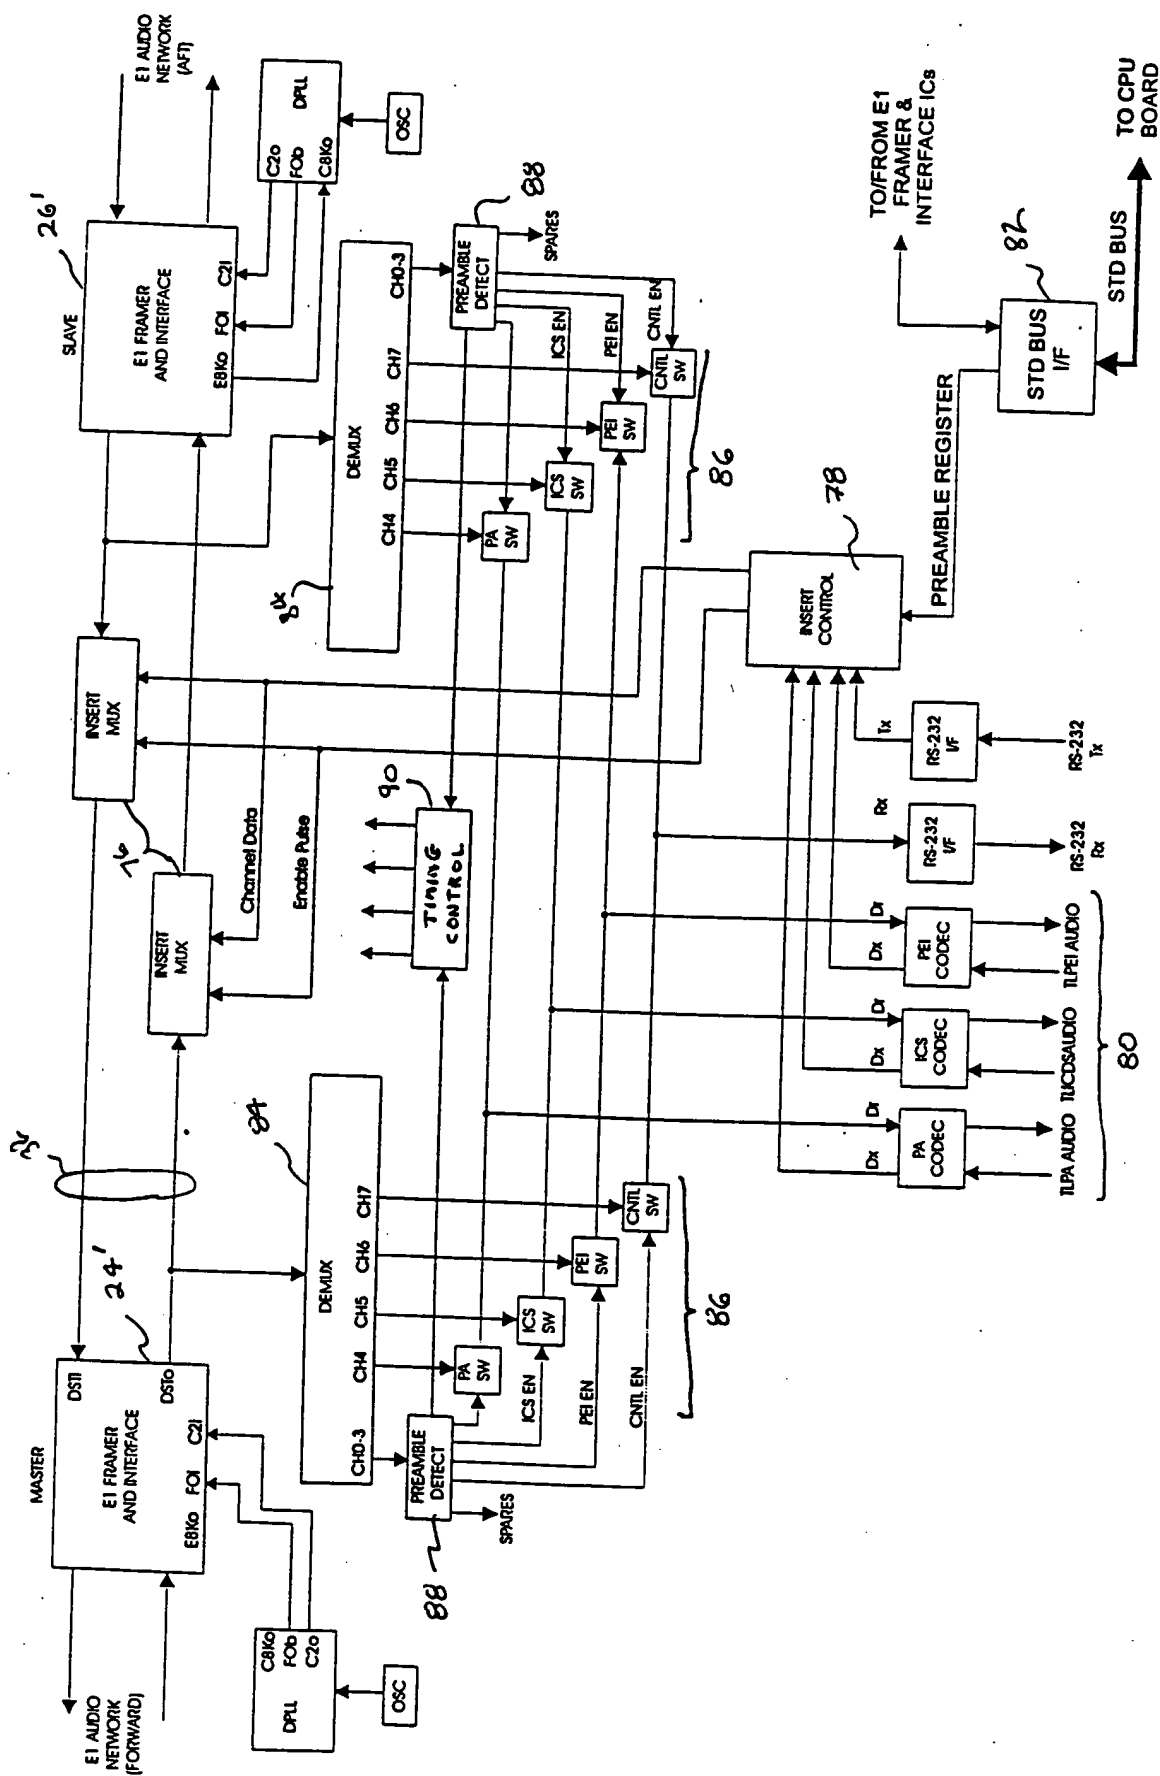 E1 AUDIO
NETWORK
(FORWARD)
MASTER
E1 FRAMER
AND INTERFACE
DSTi
DSTo
E8Ko
FOI
C2I
24'
DPLL
C8Ko
FOb
C2o
OSC
INSERT
MUX
INSERT
MUX
76
Channel Data
Enable Pulse
SLAVE
26'
E1 FRAMER
AND INTERFACE
E8Ko
FOI
C2I
E1 AUDIO
NETWORK
(AFT)
C2o
FOb
C8Ko
DPLL
OSC
84
DEMUX
CH0-3
CH4
CH5
CH6
CH7
PREAMBLE
DETECT
88
SPARES
PA
SW
ICS
SW
PEI
SW
CNTL
SW
ICS EN
PEI EN
CNTL EN
86
90
TIMING
CONTROL
DEMUX
CH4
CH5
CH6
CH7
CH0-3
PREAMBLE
DETECT
88
SPARES
PA
SW
ICS
SW
PEI
SW
CNTL
SW
ICS EN
PEI EN
CNTL EN
86
INSERT
CONTROL
78
PREAMBLE REGISTER
STD BUS
I/F
82
TO/FROM E1
FRAMER &
INTERFACE ICs
STD BUS
TO CPU
BOARD
Dx
Dr
Dx
Dr
Dx
Dr
Rx
Tx
PA
CODEC
ICS
CODEC
PEI
CODEC
RS-232
I/F
RS-232
I/F
TLPA AUDIO
TLICDSAUDIO
TLPEI AUDIO
RS-232
Rx
RS-232
Tx
80